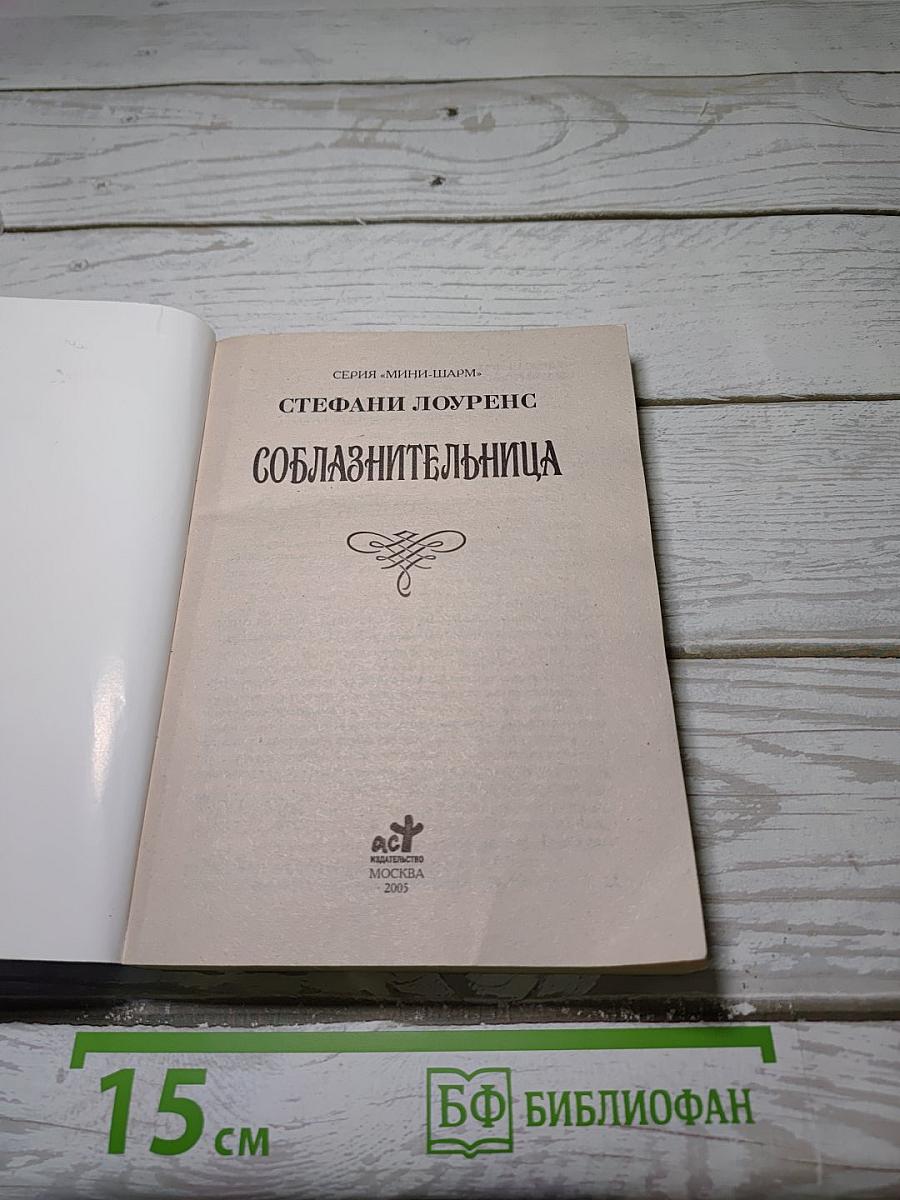 СЕРИЯ «МИНИ-ШАРМ»
СТЕФАНИ ЛОУРЕНС
СОБЛАЗНИТЕЛЬНИЦА
аст
ИЗДАТЕЛЬСТВО
МОСКВА
2005
15 см
БФ БИБЛИОФАН